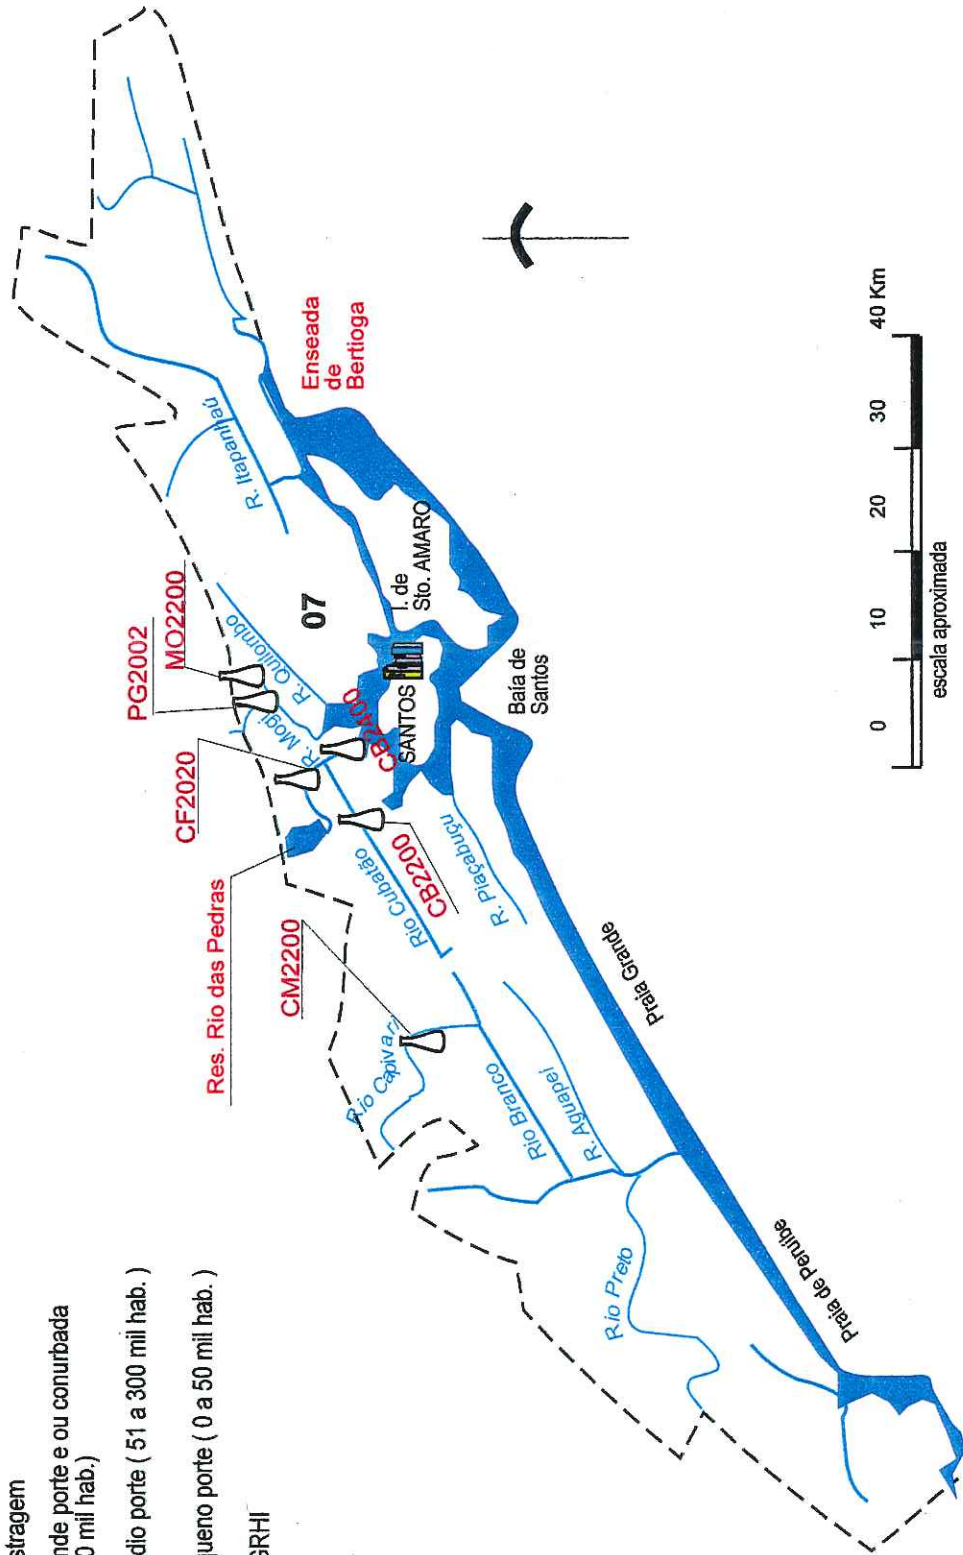 stragem
nde porte e ou conurbada
0 mil hab.)
dio porte ( 51 a 300 mil hab. )
queno porte ( 0 a 50 mil hab. )
GRHI
Res. Rio das Pedras
CM2200
CF2020
PG2002
MO2200
CB2200
CB2400
Enseada
de
Bertioga
R. Itapanhaú
R. Quilombo
R. Mogi
07
I. de
Sto. AMARO
SANTOS
Baía de
Santos
Rio Cubatão
R. Piaçabuçu
Rio Capivari
Rio Branco
R. Aguapeí
Rio Preto
Praia Grande
Praia de Peruíbe
0 10 20 30 40 Km
escala aproximada